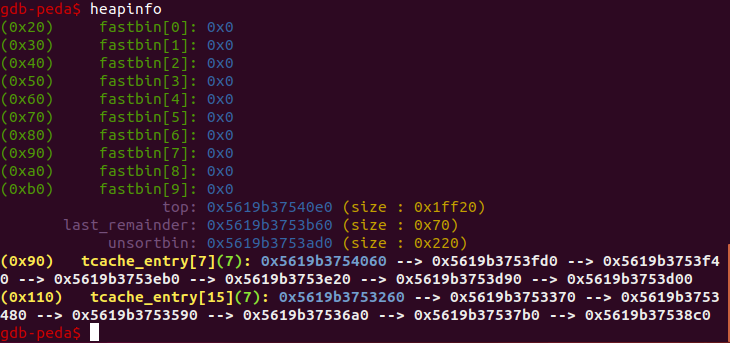 gdb-peda$ heapinfo
(0x20)     fastbin[0]: 0x0
(0x30)     fastbin[1]: 0x0
(0x40)     fastbin[2]: 0x0
(0x50)     fastbin[3]: 0x0
(0x60)     fastbin[4]: 0x0
(0x70)     fastbin[5]: 0x0
(0x80)     fastbin[6]: 0x0
(0x90)     fastbin[7]: 0x0
(0xa0)     fastbin[8]: 0x0
(0xb0)     fastbin[9]: 0x0
top: 0x5619b37540e0 (size : 0x1ff20)
last_remainder: 0x5619b3753b60 (size : 0x70)
unsortbin: 0x5619b3753ad0 (size : 0x220)
(0x90)   tcache_entry[7](7): 0x5619b3754060 --> 0x5619b3753fd0 --> 0x5619b3753f4
0 --> 0x5619b3753eb0 --> 0x5619b3753e20 --> 0x5619b3753d90 --> 0x5619b3753d00
(0x110)   tcache_entry[15](7): 0x5619b3753260 --> 0x5619b3753370 --> 0x5619b3753
480 --> 0x5619b3753590 --> 0x5619b37536a0 --> 0x5619b37537b0 --> 0x5619b37538c0
gdb-peda$